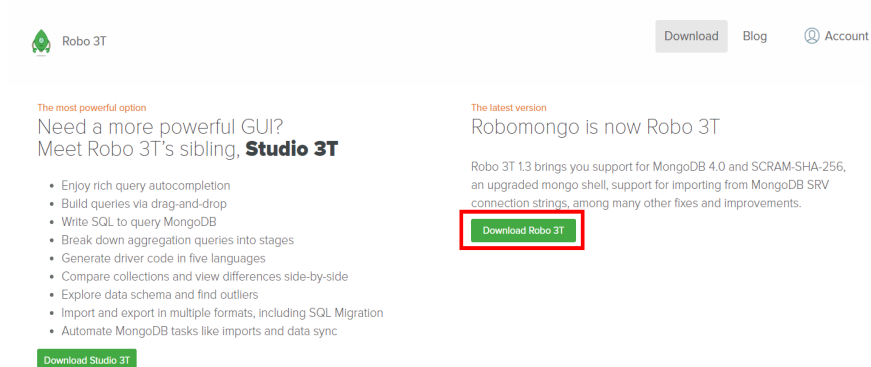 Robo 3T
Download
Blog
Account
The most powerful option
Need a more powerful GUI?
Meet Robo 3T's sibling, Studio 3T
• Enjoy rich query autocompletion
• Build queries via drag-and-drop
• Write SQL to query MongoDB
• Break down aggregation queries into stages
• Generate driver code in five languages
• Compare collections and view differences side-by-side
• Explore data schema and find outliers
• Import and export in multiple formats, including SQL Migration
• Automate MongoDB tasks like imports and data sync
Download Studio 3T
The latest version
Robomongo is now Robo 3T
Robo 3T 1.3 brings you support for MongoDB 4.0 and SCRAM-SHA-256,
an upgraded mongo shell, support for importing from MongoDB SRV
connection strings, among many other fixes and improvements.
Download Robo 3T